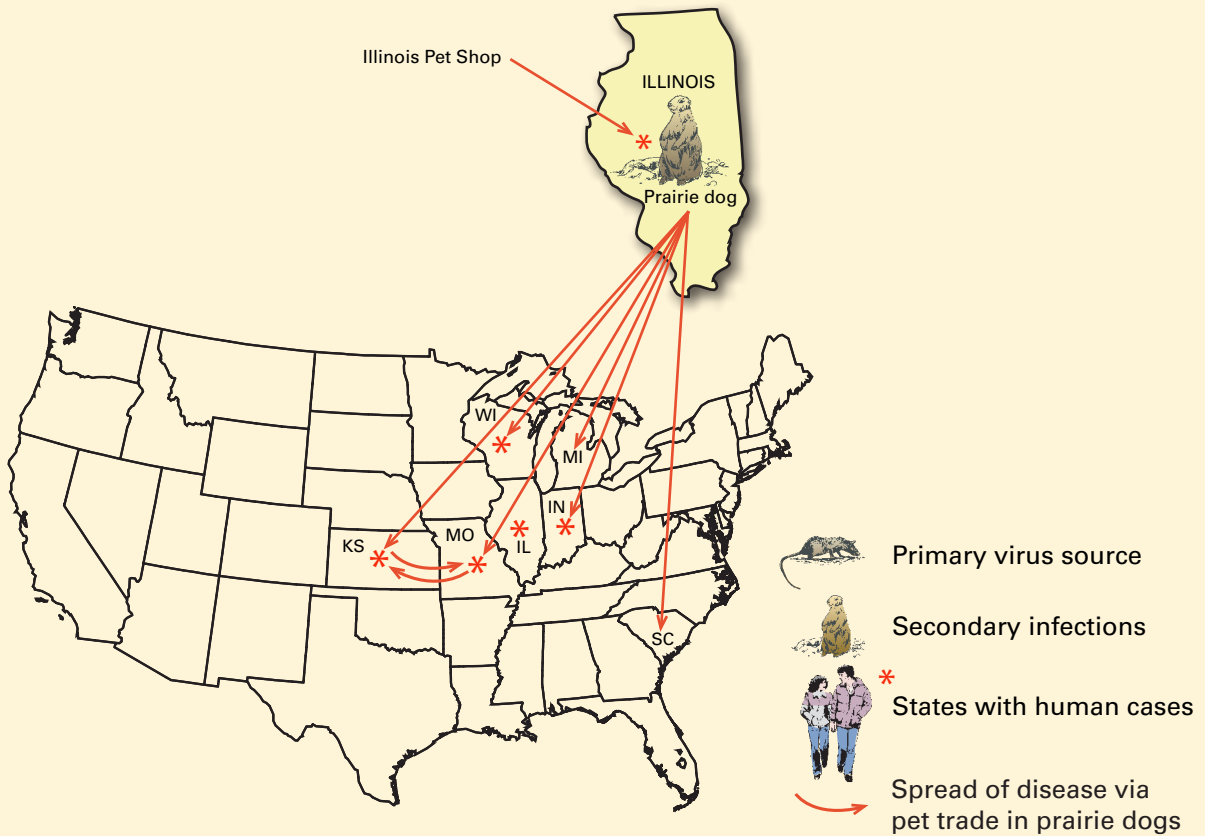 Illinois Pet Shop
ILLINOIS
*
Prairie dog
WI
*
MI
IN
*
MO
*
IL
*
KS
*
SC
Primary virus source
Secondary infections
*
States with human cases
Spread of disease via
pet trade in prairie dogs